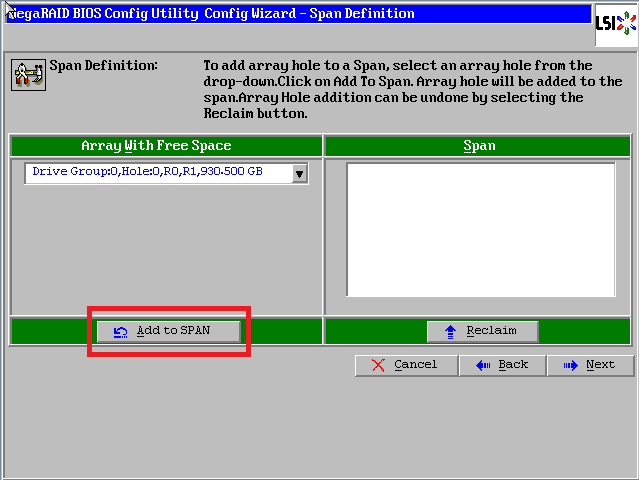 MegaRAID BIOS Config Utility Config Wizard - Span Definition
LSI
Span Definition:
To add array hole to a Span, select an array hole from the
drop-down.Click on Add To Span. Array hole will be added to the
span.Array Hole addition can be undone by selecting the
Reclaim button.
Array With Free Space
Span
Drive Group:0,Hole:0,R0,R1,930.500 GB
Add to SPAN
Reclaim
Cancel
Back
Next